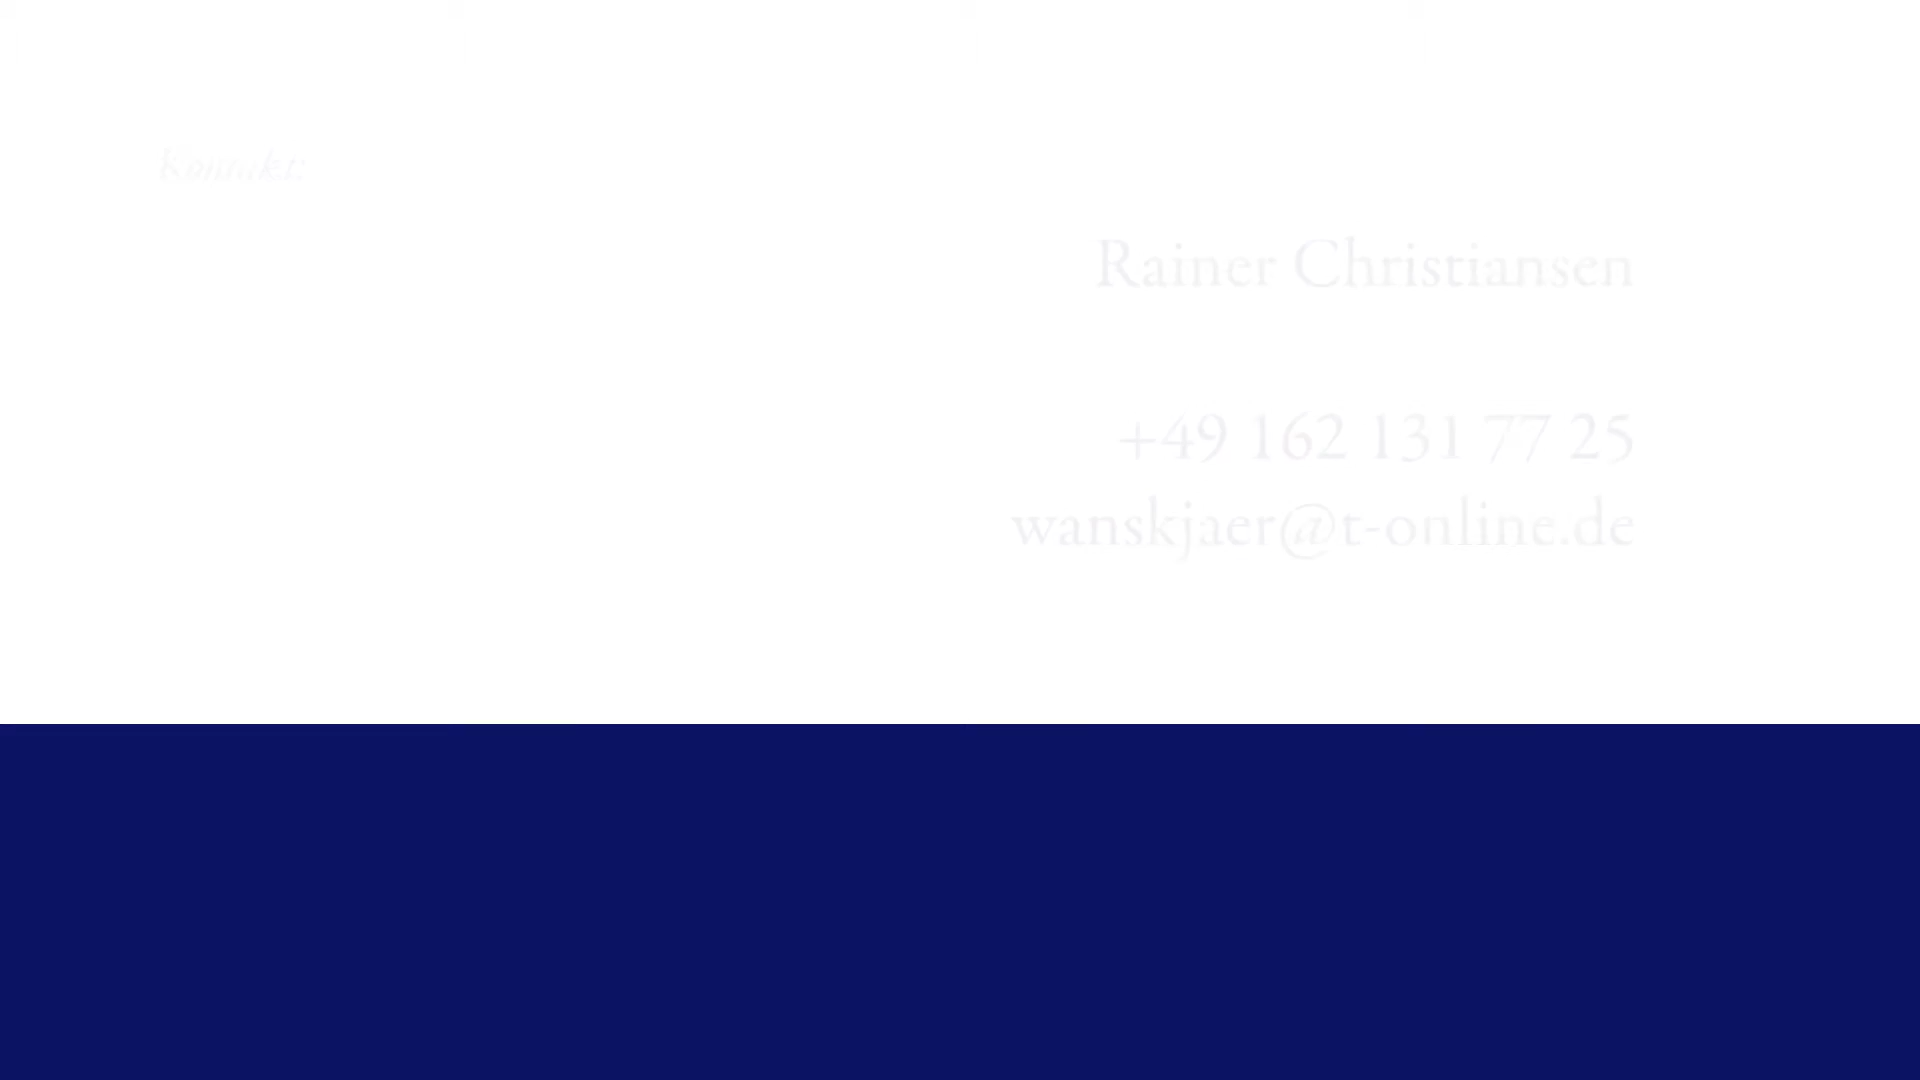 Kontakt:
Rainer Christiansen
+49 162 131 77 25
wanskjaer@t-online.de